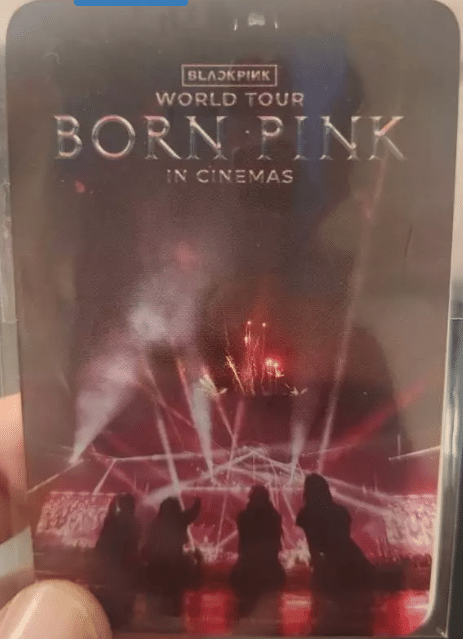 BLACKPINK
WORLD TOUR
BORN PINK
IN CINEMAS